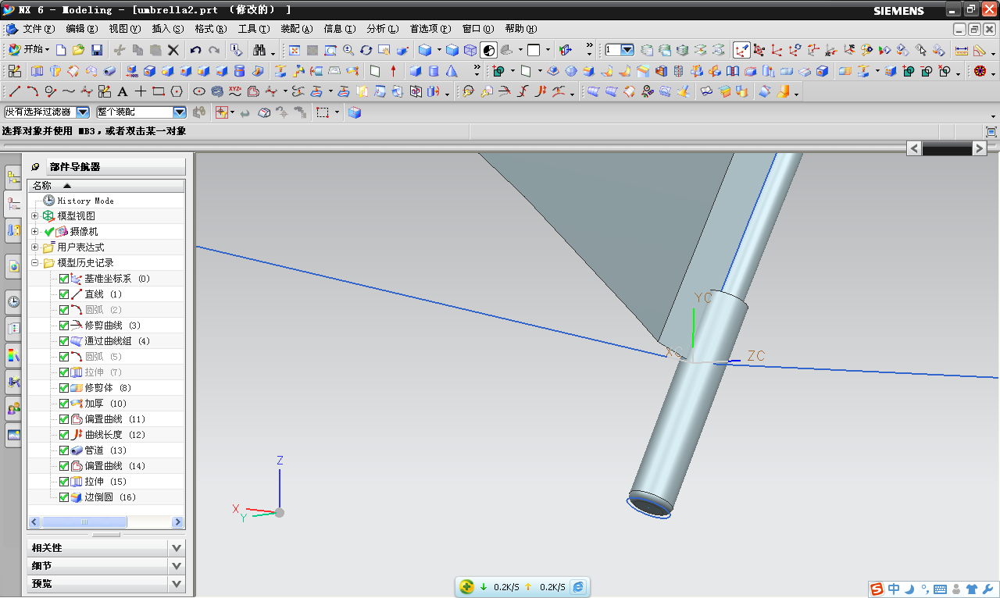 NX 6 - Modeling - [umbrella2.prt （修改的） ]
SIEMENS
文件(F) 编辑(E) 视图(V) 插入(S) 格式(R) 工具(T) 装配(A) 信息(I) 分析(L) 首选项(P) 窗口(O) 帮助(H)
开始
1
没有选择过滤器 整个装配
选择对象并使用 MB3，或者双击某一对象
部件导航器
名称
History Mode
模型视图
摄像机
用户表达式
模型历史记录
基准坐标系 (0)
直线 (1)
圆弧 (2)
修剪曲线 (3)
通过曲线组 (4)
圆弧 (5)
拉伸 (7)
修剪体 (8)
加厚 (10)
偏置曲线 (11)
曲线长度 (12)
管道 (13)
偏置曲线 (14)
拉伸 (15)
边倒圆 (16)
相关性
细节
预览
YC
XC
ZC
Z
X
Y
0.2K/S
0.2K/S
中